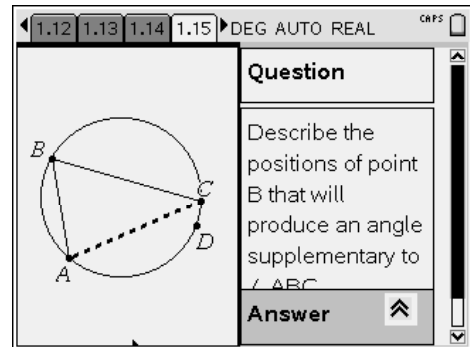 1.12 1.13 1.14 1.15 DEG AUTO REAL CAPS
Question
Describe the
positions of point
B that will
produce an angle
supplementary to
∠ ABC
Answer
B
C
D
A